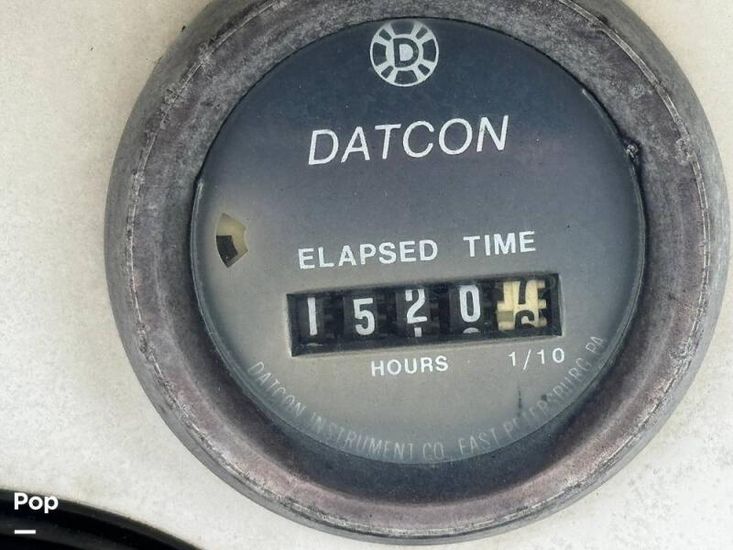 D
DATCON
ELAPSED TIME
1520
HOURS 1/10
DATCON INSTRUMENT CO. EAST PETERSBURG, PA
Pop